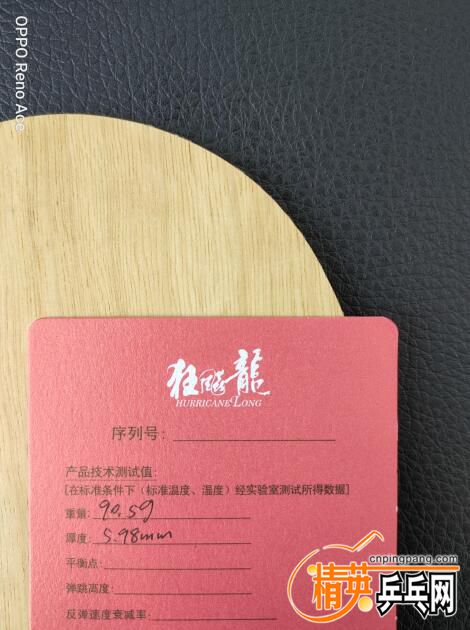 OPPO Reno Ace
狂飚龍
HURRICANE LONG
序列号:
产品技术测试值:
[在标准条件下（标准温度、湿度）经实验室测试所得数据]
重量: 90.5g
厚度: 5.98mm
平衡点:
弹跳高度:
反弹速度衰减率:
cnpingpang.com
精英乒乓网